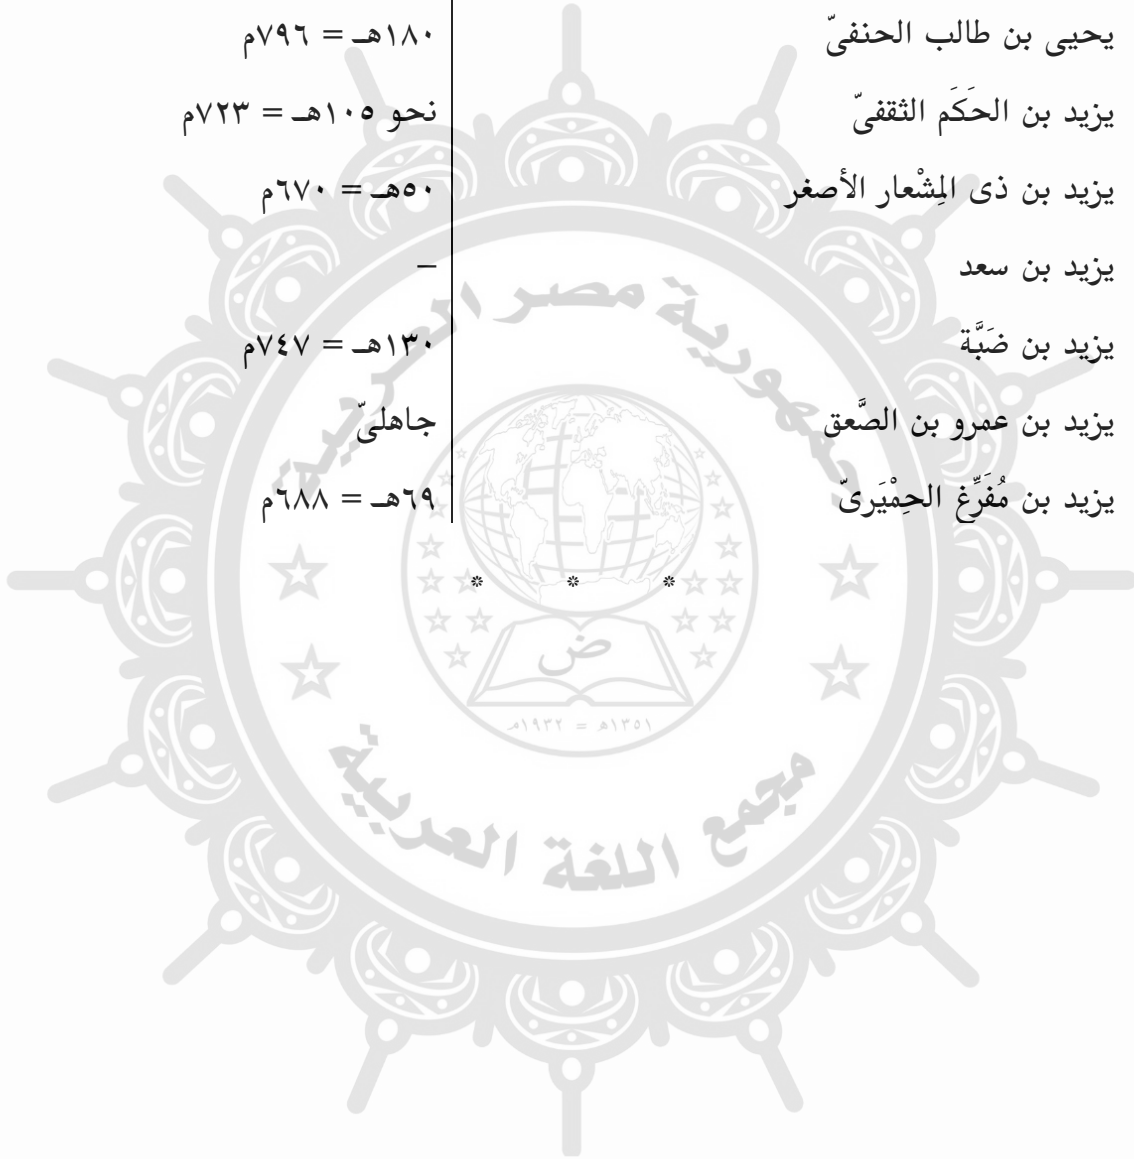 يحيى بن طالب الحنفىّ ١٨٠هـ = ٧٩٦م
يزيد بن الحَكَم الثقفىّ نحو ١٠٥هـ = ٧٢٣م
يزيد بن ذى المِشْعار الأصغر ٥٠هـ = ٦٧٠م
يزيد بن سعد –
يزيد بن ضَبَّة ١٣٠هـ = ٧٤٧م
يزيد بن عمرو بن الصَّعق جاهلىّ
يزيد بن مُفَرِّغ الحِمْيَرىّ ٦٩هـ = ٦٨٨م
* * *
جمهورية مصر العربية
ض
١٣٥١هـ = ١٩٣٢م
مجمع اللغة العربية